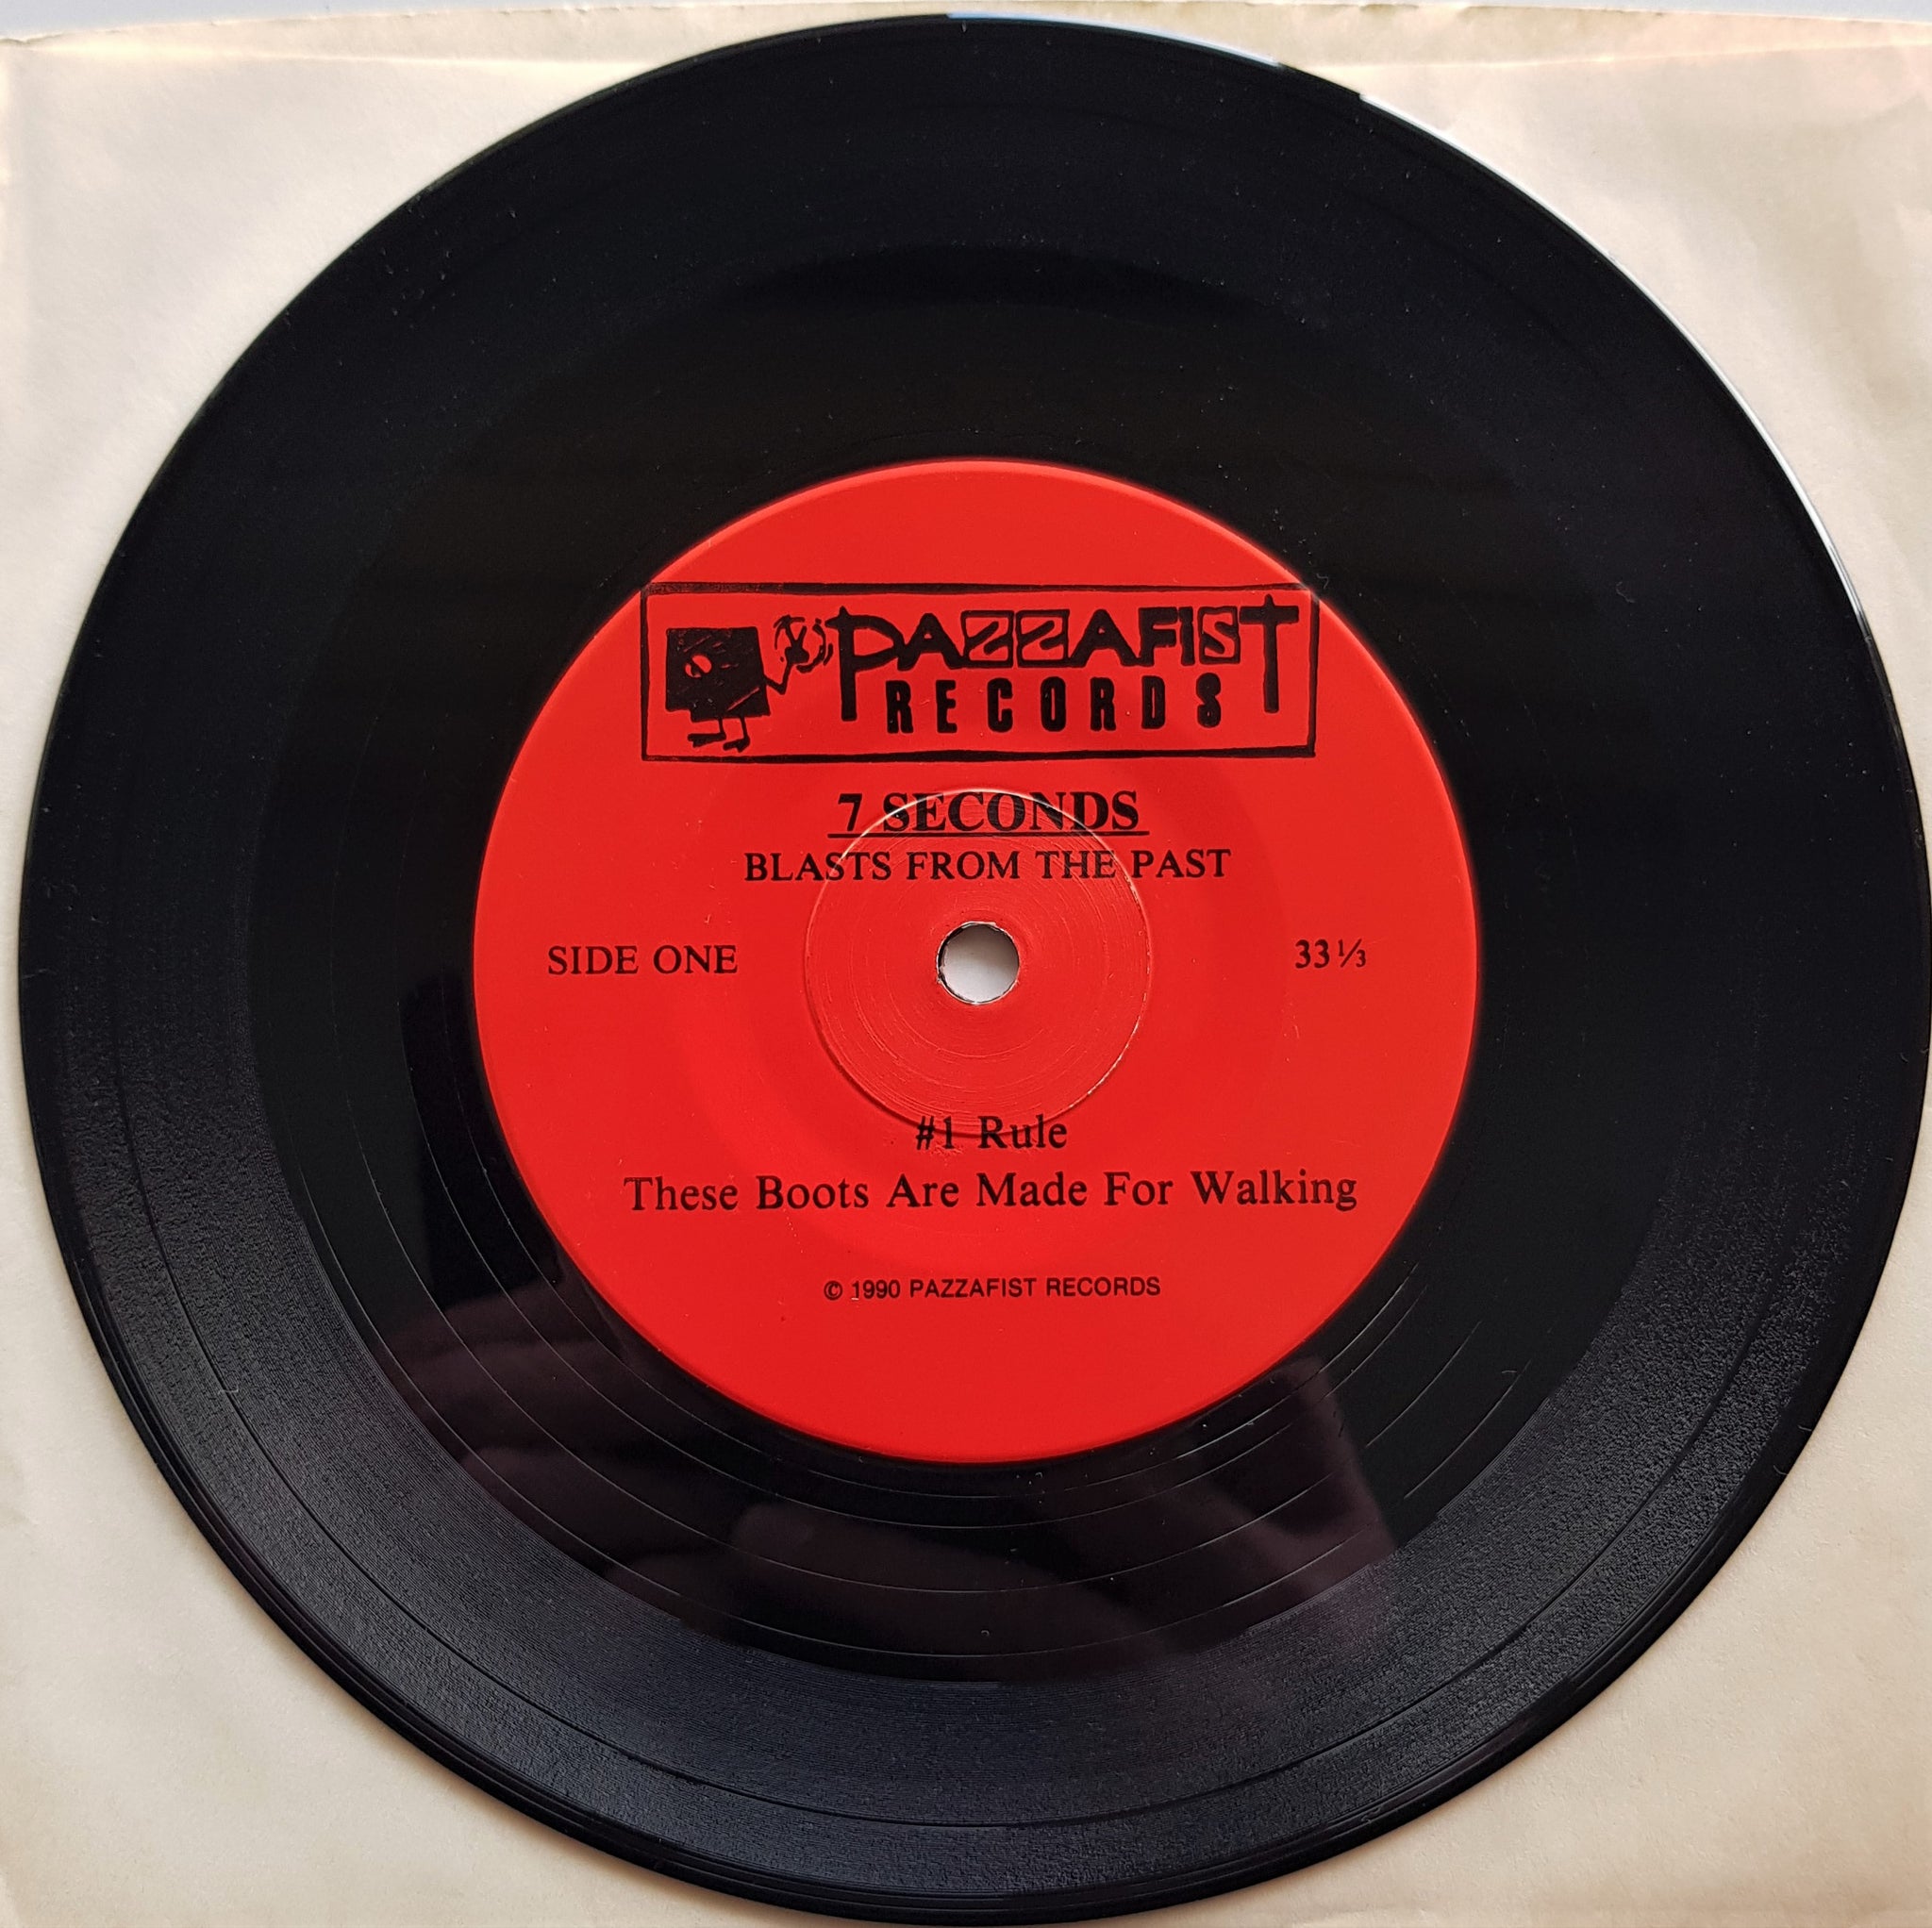 PAZZAFIST
RECORDS
7 SECONDS
BLASTS FROM THE PAST
SIDE ONE
33⅓
#1 Rule
These Boots Are Made For Walking
© 1990 PAZZAFIST RECORDS